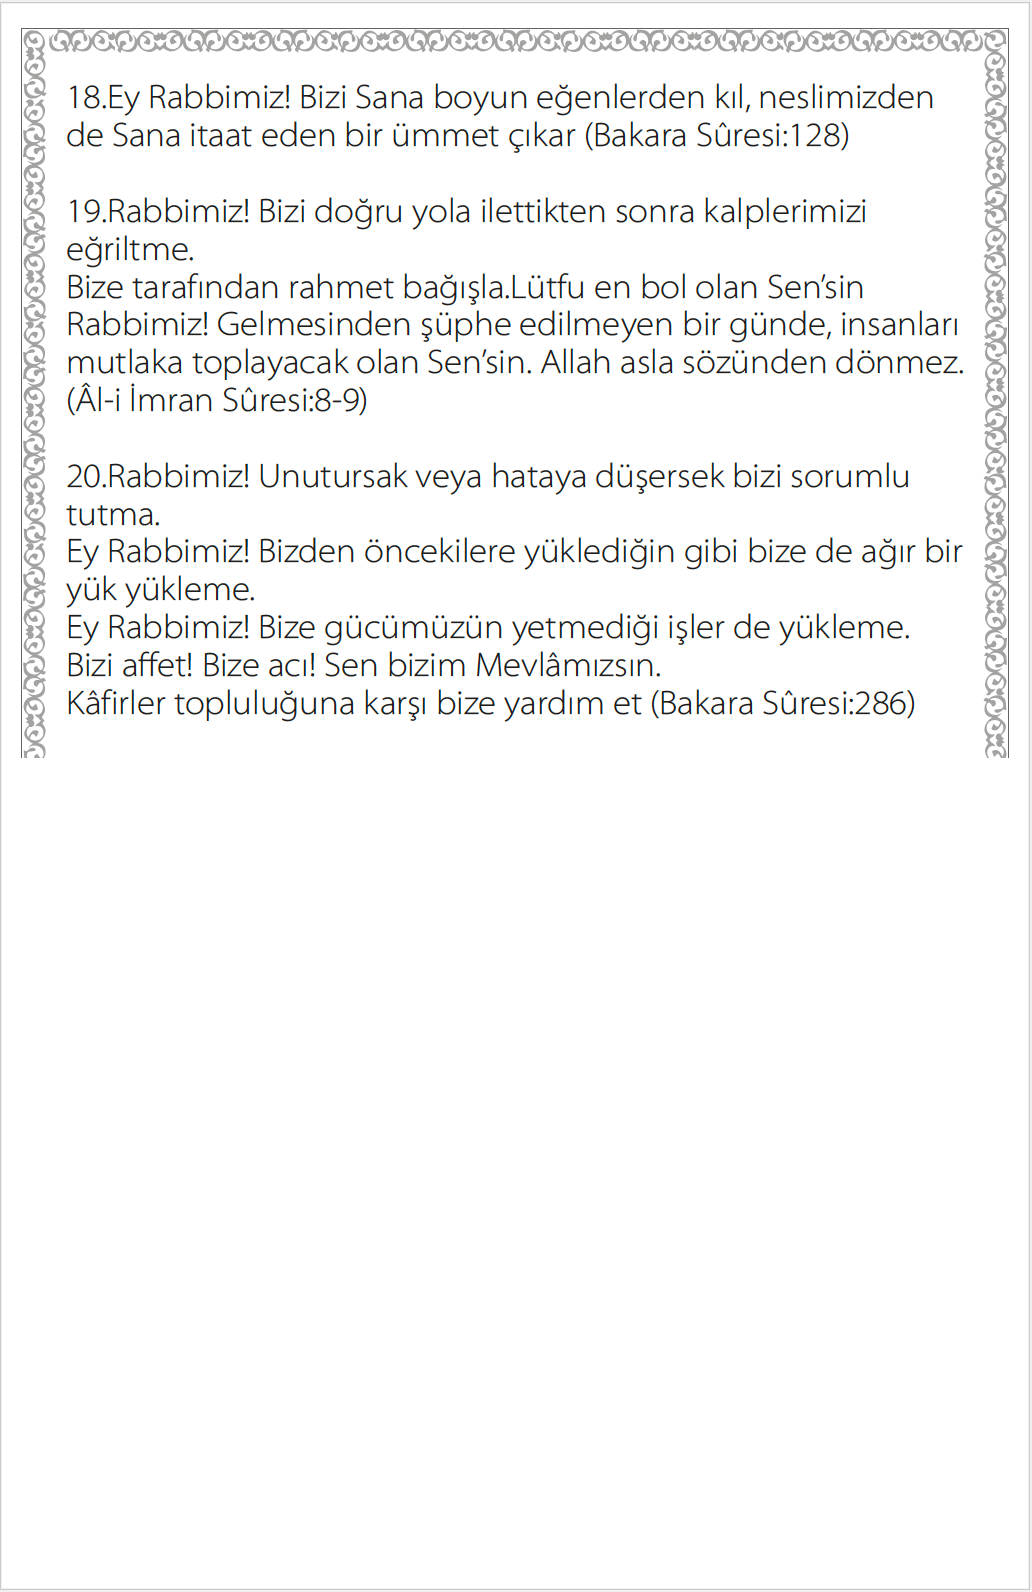 18.Ey Rabbimiz! Bizi Sana boyun eğenlerden kıl, neslimizden
de Sana itaat eden bir ümmet çıkar (Bakara Sûresi:128)
19.Rabbimiz! Bizi doğru yola ilettikten sonra kalplerimizi
eğriltme.
Bize tarafından rahmet bağışla.Lütfu en bol olan Sen’sin
Rabbimiz! Gelmesinden şüphe edilmeyen bir günde, insanları
mutlaka toplayacak olan Sen’sin. Allah asla sözünden dönmez.
(Âl-i İmran Sûresi:8-9)
20.Rabbimiz! Unutursak veya hataya düşersek bizi sorumlu
tutma.
Ey Rabbimiz! Bizden öncekilere yüklediğin gibi bize de ağır bir
yük yükleme.
Ey Rabbimiz! Bize gücümüzün yetmediği işler de yükleme.
Bizi affet! Bize acı! Sen bizim Mevlâmızsın.
Kâfirler topluluğuna karşı bize yardım et (Bakara Sûresi:286)